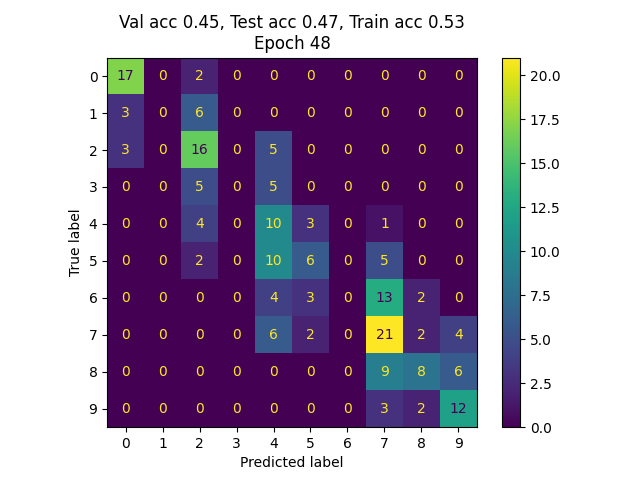 Val acc 0.45, Test acc 0.47, Train acc 0.53
Epoch 48
0 17 0 2 0 0 0 0 0 0 0
1 3 0 6 0 0 0 0 0 0 0
2 3 0 16 0 5 0 0 0 0 0
3 0 0 5 0 5 0 0 0 0 0
4 0 0 4 0 10 3 0 1 0 0
5 0 0 2 0 10 6 0 5 0 0
6 0 0 0 0 4 3 0 13 2 0
7 0 0 0 0 6 2 0 21 2 4
8 0 0 0 0 0 0 0 9 8 6
9 0 0 0 0 0 0 0 3 2 12
0 1 2 3 4 5 6 7 8 9
Predicted label
True label
20.0
17.5
15.0
12.5
10.0
7.5
5.0
2.5
0.0